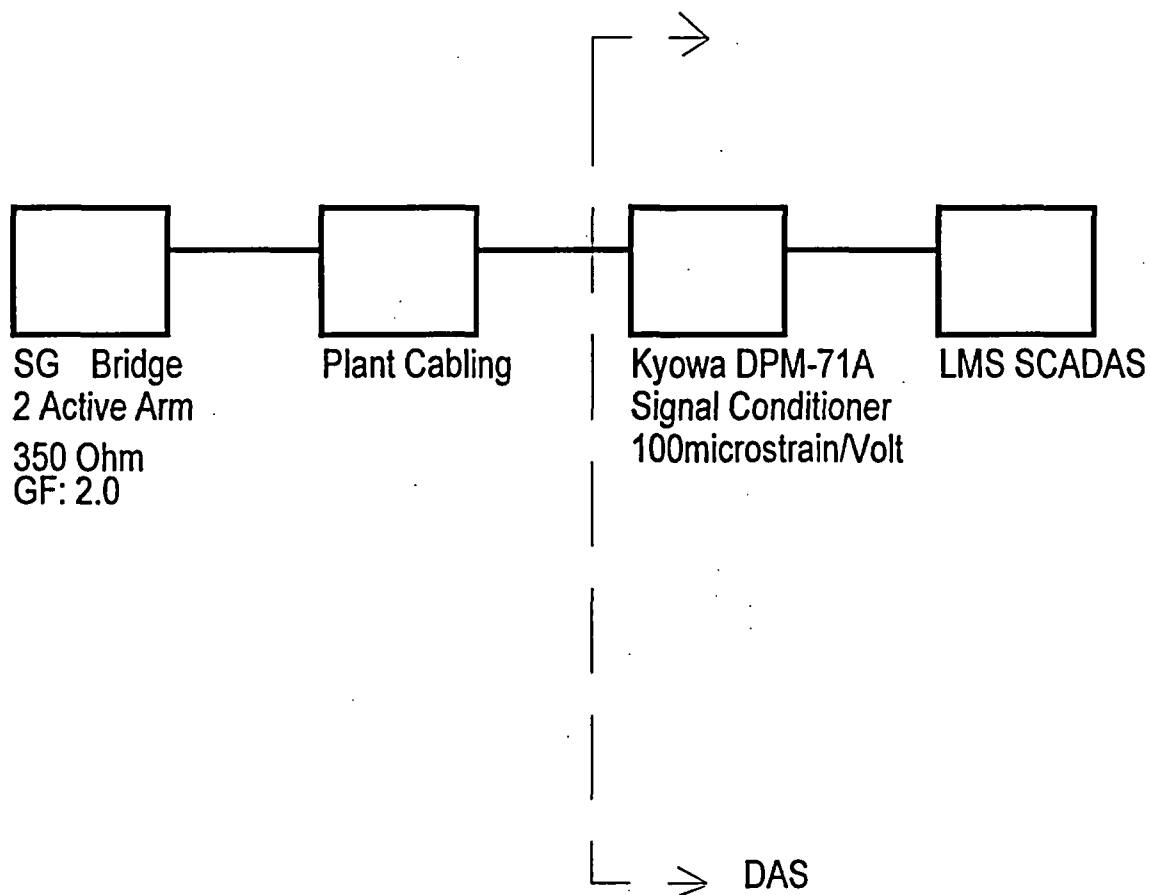 SG Bridge
2 Active Arm
350 Ohm
GF: 2.0
Plant Cabling
Kyowa DPM-71A
Signal Conditioner
100microstrain/Volt
LMS SCADAS
DAS